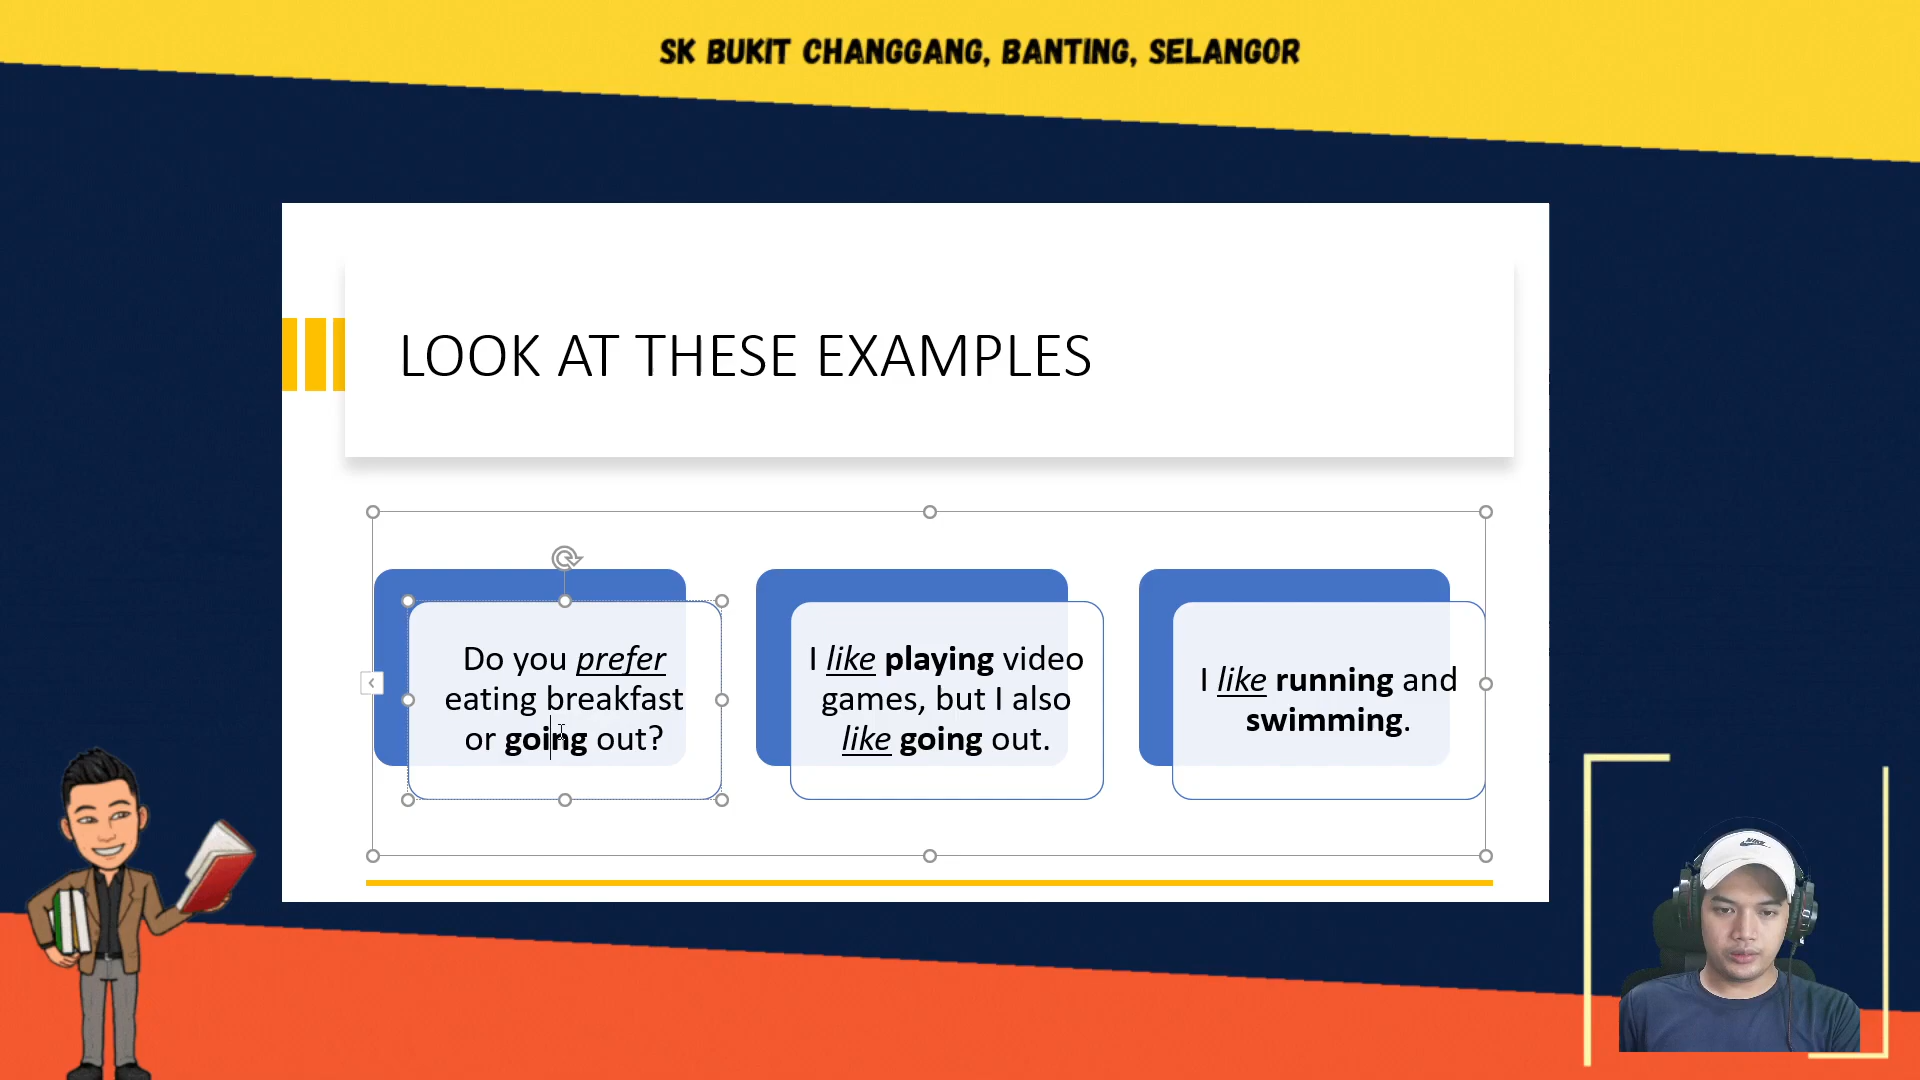 SK BUKIT CHANGGANG, BANTING, SELANGOR
LOOK AT THESE EXAMPLES
Do you prefer
eating breakfast
or going out?
I like playing video
games, but I also
like going out.
I like running and
swimming.